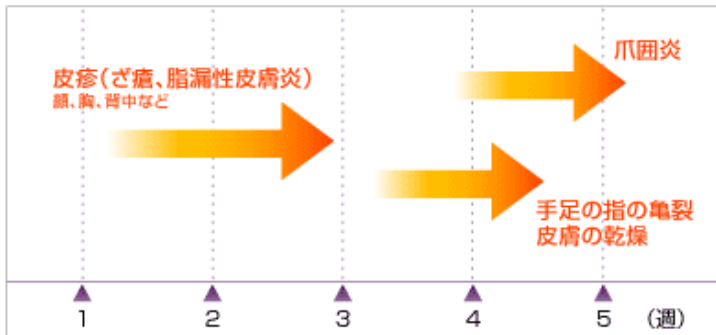 爪囲炎
皮疹(ざ瘡、脂漏性皮膚炎)
顔、胸、背中など
手足の指の亀裂
皮膚の乾燥
1 2 3 4 5 (週)